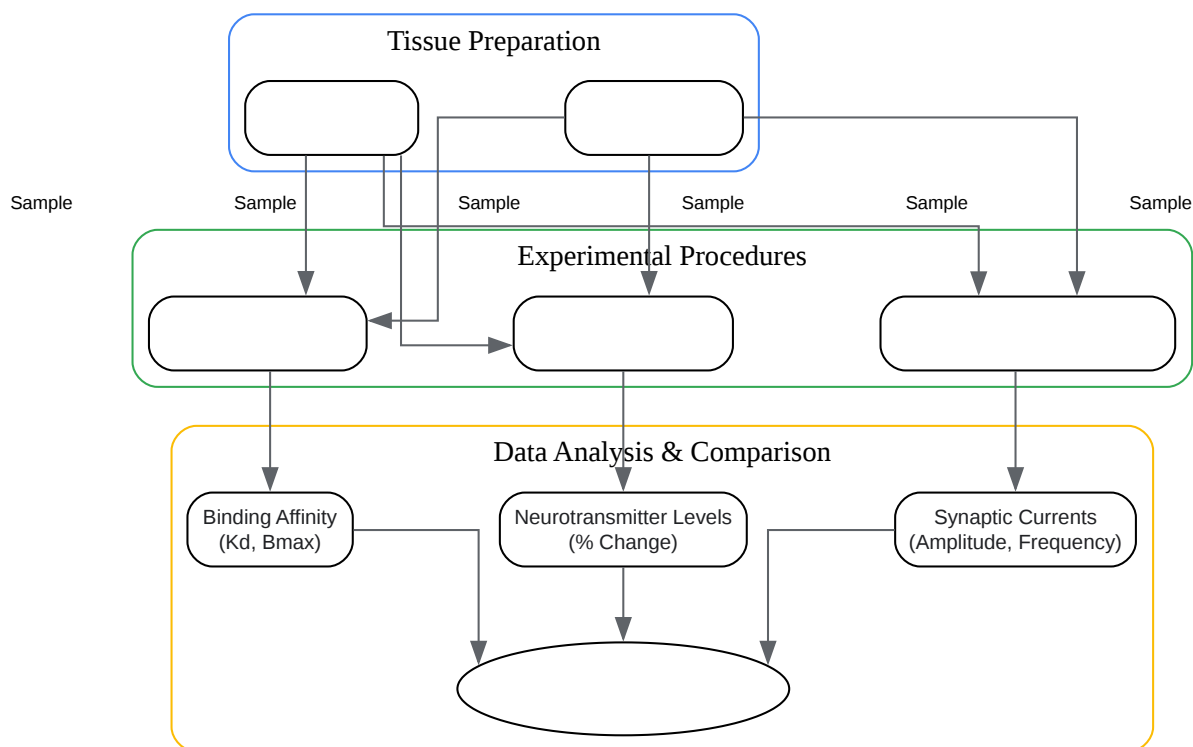 Tissue Preparation
Sample Sample Sample Sample Sample Sample
Experimental Procedures
Data Analysis & Comparison
Binding Affinity
(Kd, Bmax)
Neurotransmitter Levels
(% Change)
Synaptic Currents
(Amplitude, Frequency)